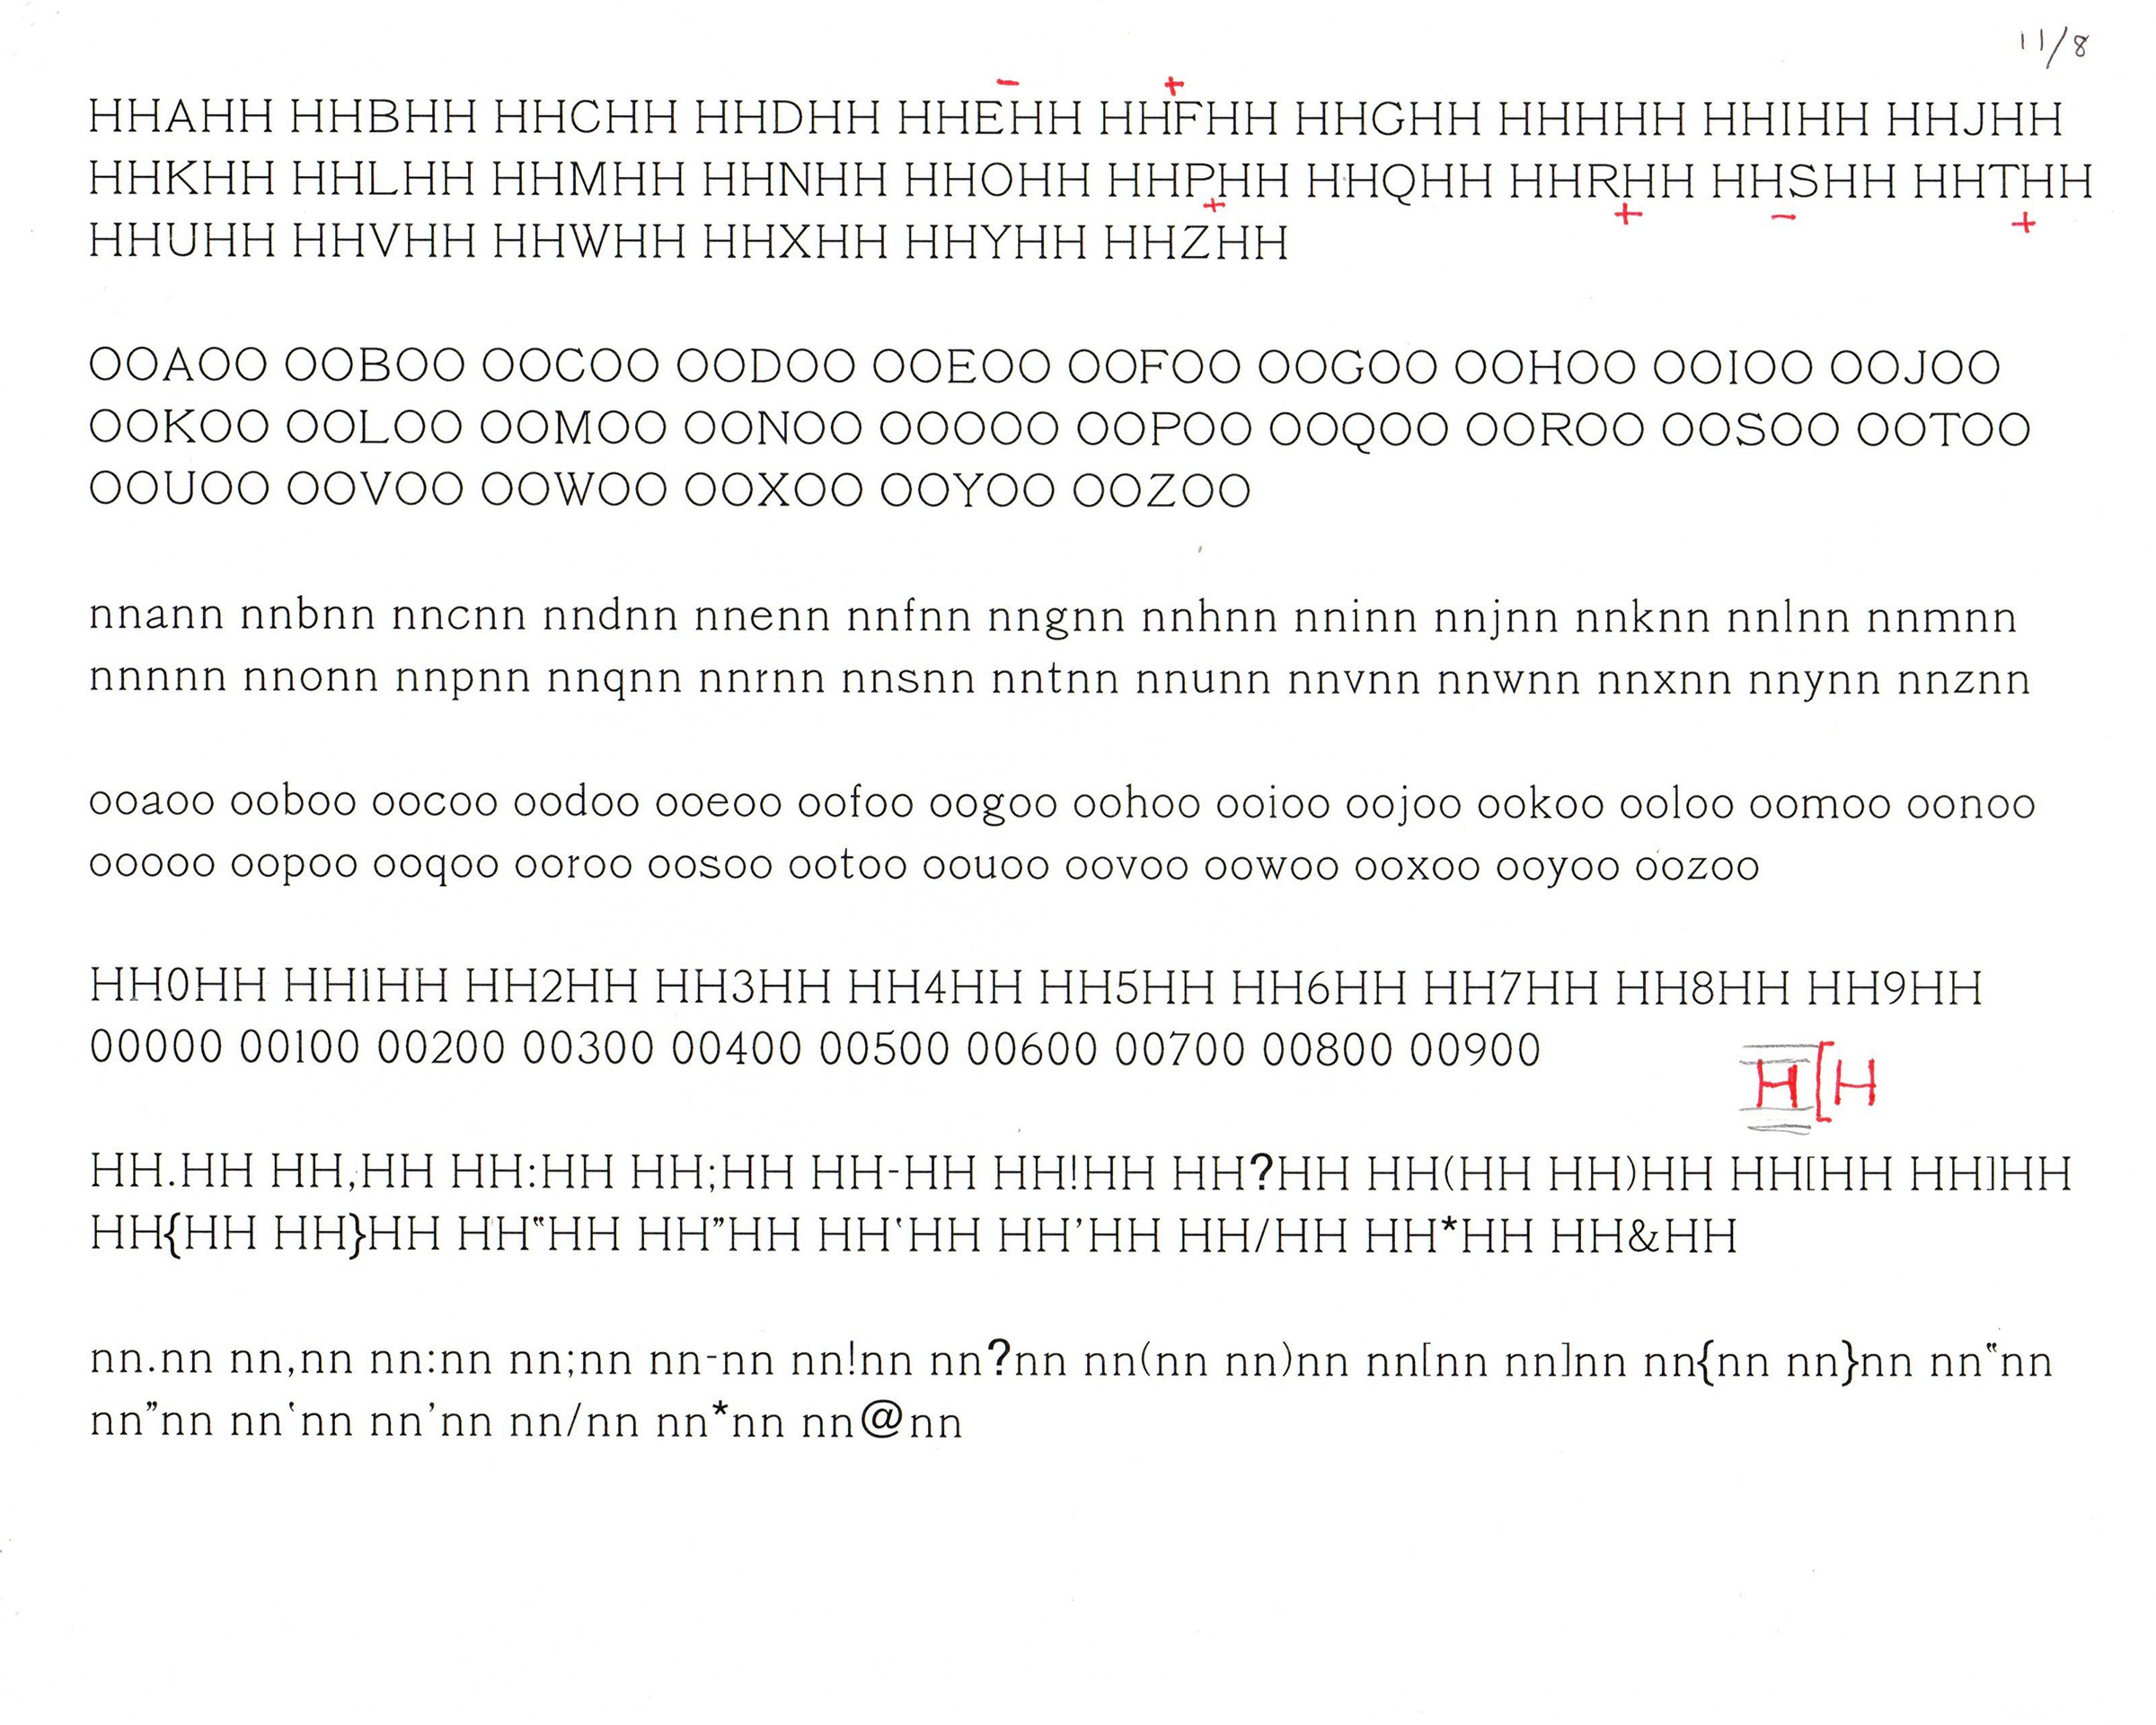 11/8
- +
HHAHH HHBHH HHCHH HHDHH HHEHH HHFHH HHGHH HHHHH HHIHH HHJHH
HHKHH HHLHH HHMHH HHNHH HHOHH HHPHH HHQHH HHRHH HHSHH HHTHH
+ + - +
HHUHH HHVHH HHWHH HHXHH HHYHH HHZHH
OOAOO OOBOO OOCOO OODOO OOEOO OOFOO OOGOO OOHOO OOIOO OOJOO
OOKOO OOLOO OOMOO OONOO OOOOO OOPOO OOQOO OOROO OOSOO OOTOO
OOUOO OOVOO OOWOO OOXOO OOYOO OOZOO
nnann nnbnn nncnn nndnn nnenn nnfnn nngnn nnhnn nninn nnjnn nnknn nnlnn nnmnn
nnnnn nnonn nnpnn nnqnn nnrnn nnsnn nntnn nnunn nnvnn nnwnn nnxnn nnynn nnznn
ooaoo ooboo oocoo oodoo ooeoo oofoo oogoo oohoo ooioo oojoo ookoo ooloo oomoo oonoo
ooooo oopoo ooqoo ooroo oosoo ootoo oouoo oovoo oowoo ooxoo ooyoo oozoo
HH0HH HH1HH HH2HH HH3HH HH4HH HH5HH HH6HH HH7HH HH8HH HH9HH
00000 00100 00200 00300 00400 00500 00600 00700 00800 00900
H[H
HH.HH HH,HH HH:HH HH;HH HH-HH HH!HH HH?HH HH(HH HH)HH HH[HH HH]HH
HH{HH HH}HH HH‟HH HH”HH HH‛HH HH’HH HH/HH HH*HH HH&HH
nn.nn nn,nn nn:nn nn;nn nn-nn nn!nn nn?nn nn(nn nn)nn nn[nn nn]nn nn{nn nn}nn nn‟nn
nn”nn nn‛nn nn’nn nn/nn nn*nn nn@nn